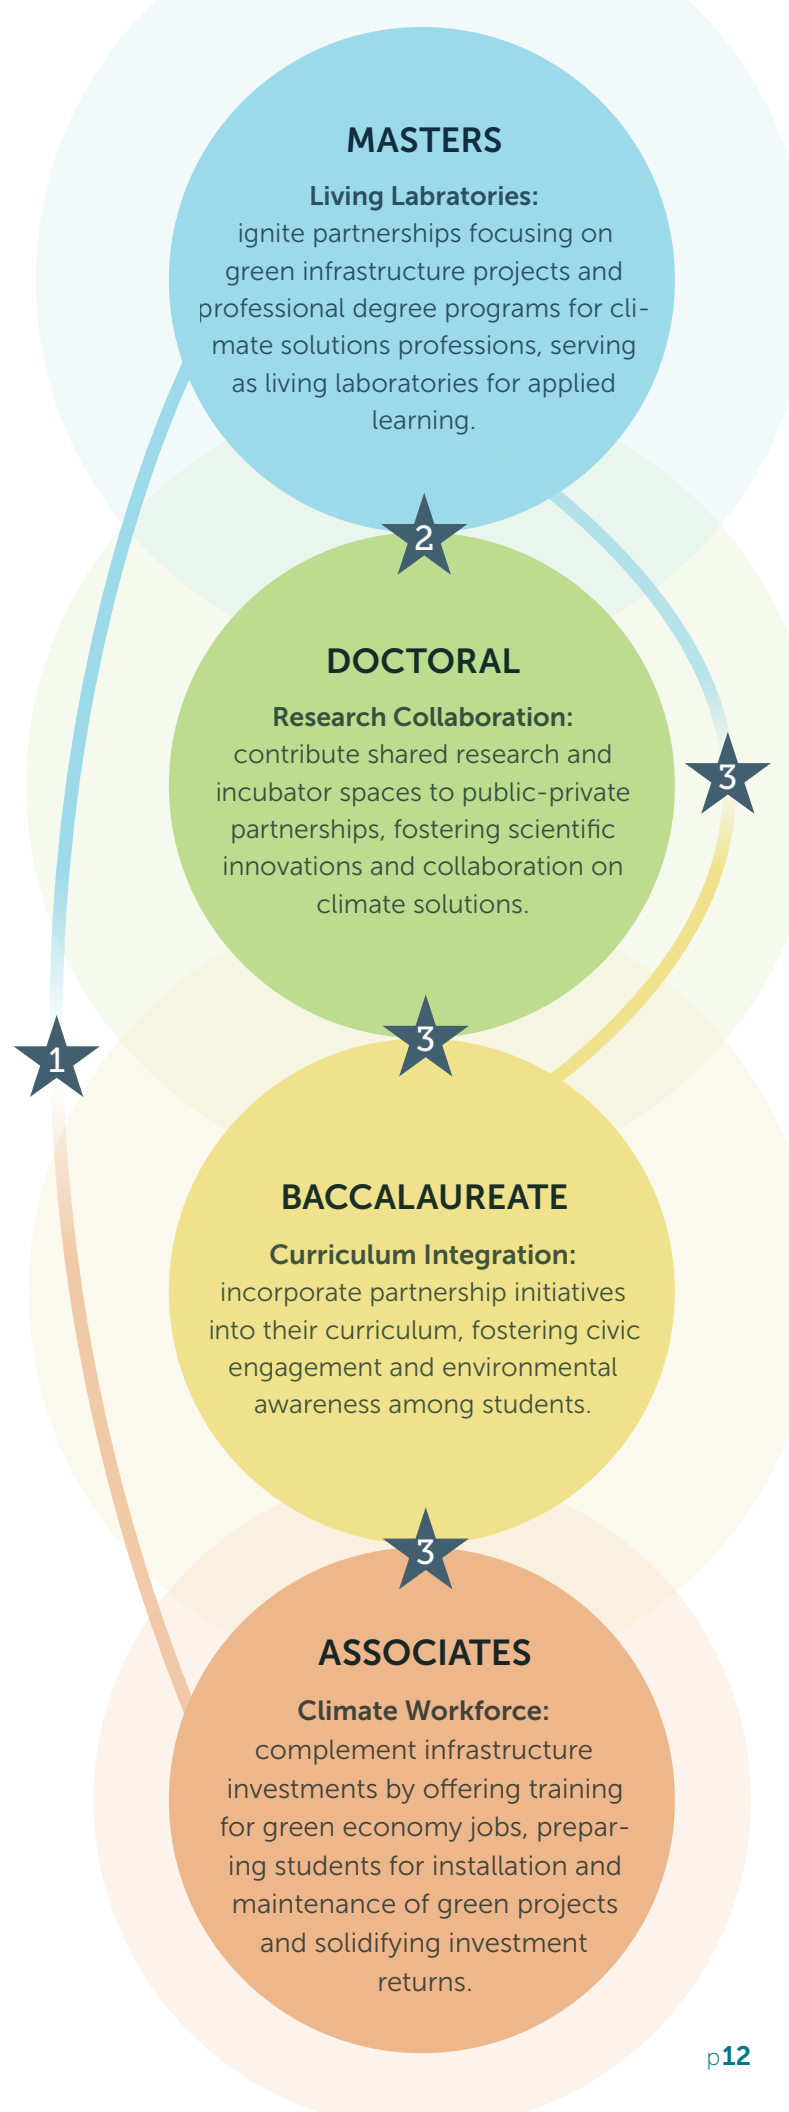 MASTERS
Living Labratories:
ignite partnerships focusing on
green infrastructure projects and
professional degree programs for cli-
mate solutions professions, serving
as living laboratories for applied
learning.
2
DOCTORAL
Research Collaboration:
contribute shared research and
incubator spaces to public-private
partnerships, fostering scientific
innovations and collaboration on
climate solutions.
3
3
1
BACCALAUREATE
Curriculum Integration:
incorporate partnership initiatives
into their curriculum, fostering civic
engagement and environmental
awareness among students.
3
ASSOCIATES
Climate Workforce:
complement infrastructure
investments by offering training
for green economy jobs, prepar-
ing students for installation and
maintenance of green projects
and solidifying investment
returns.
p12